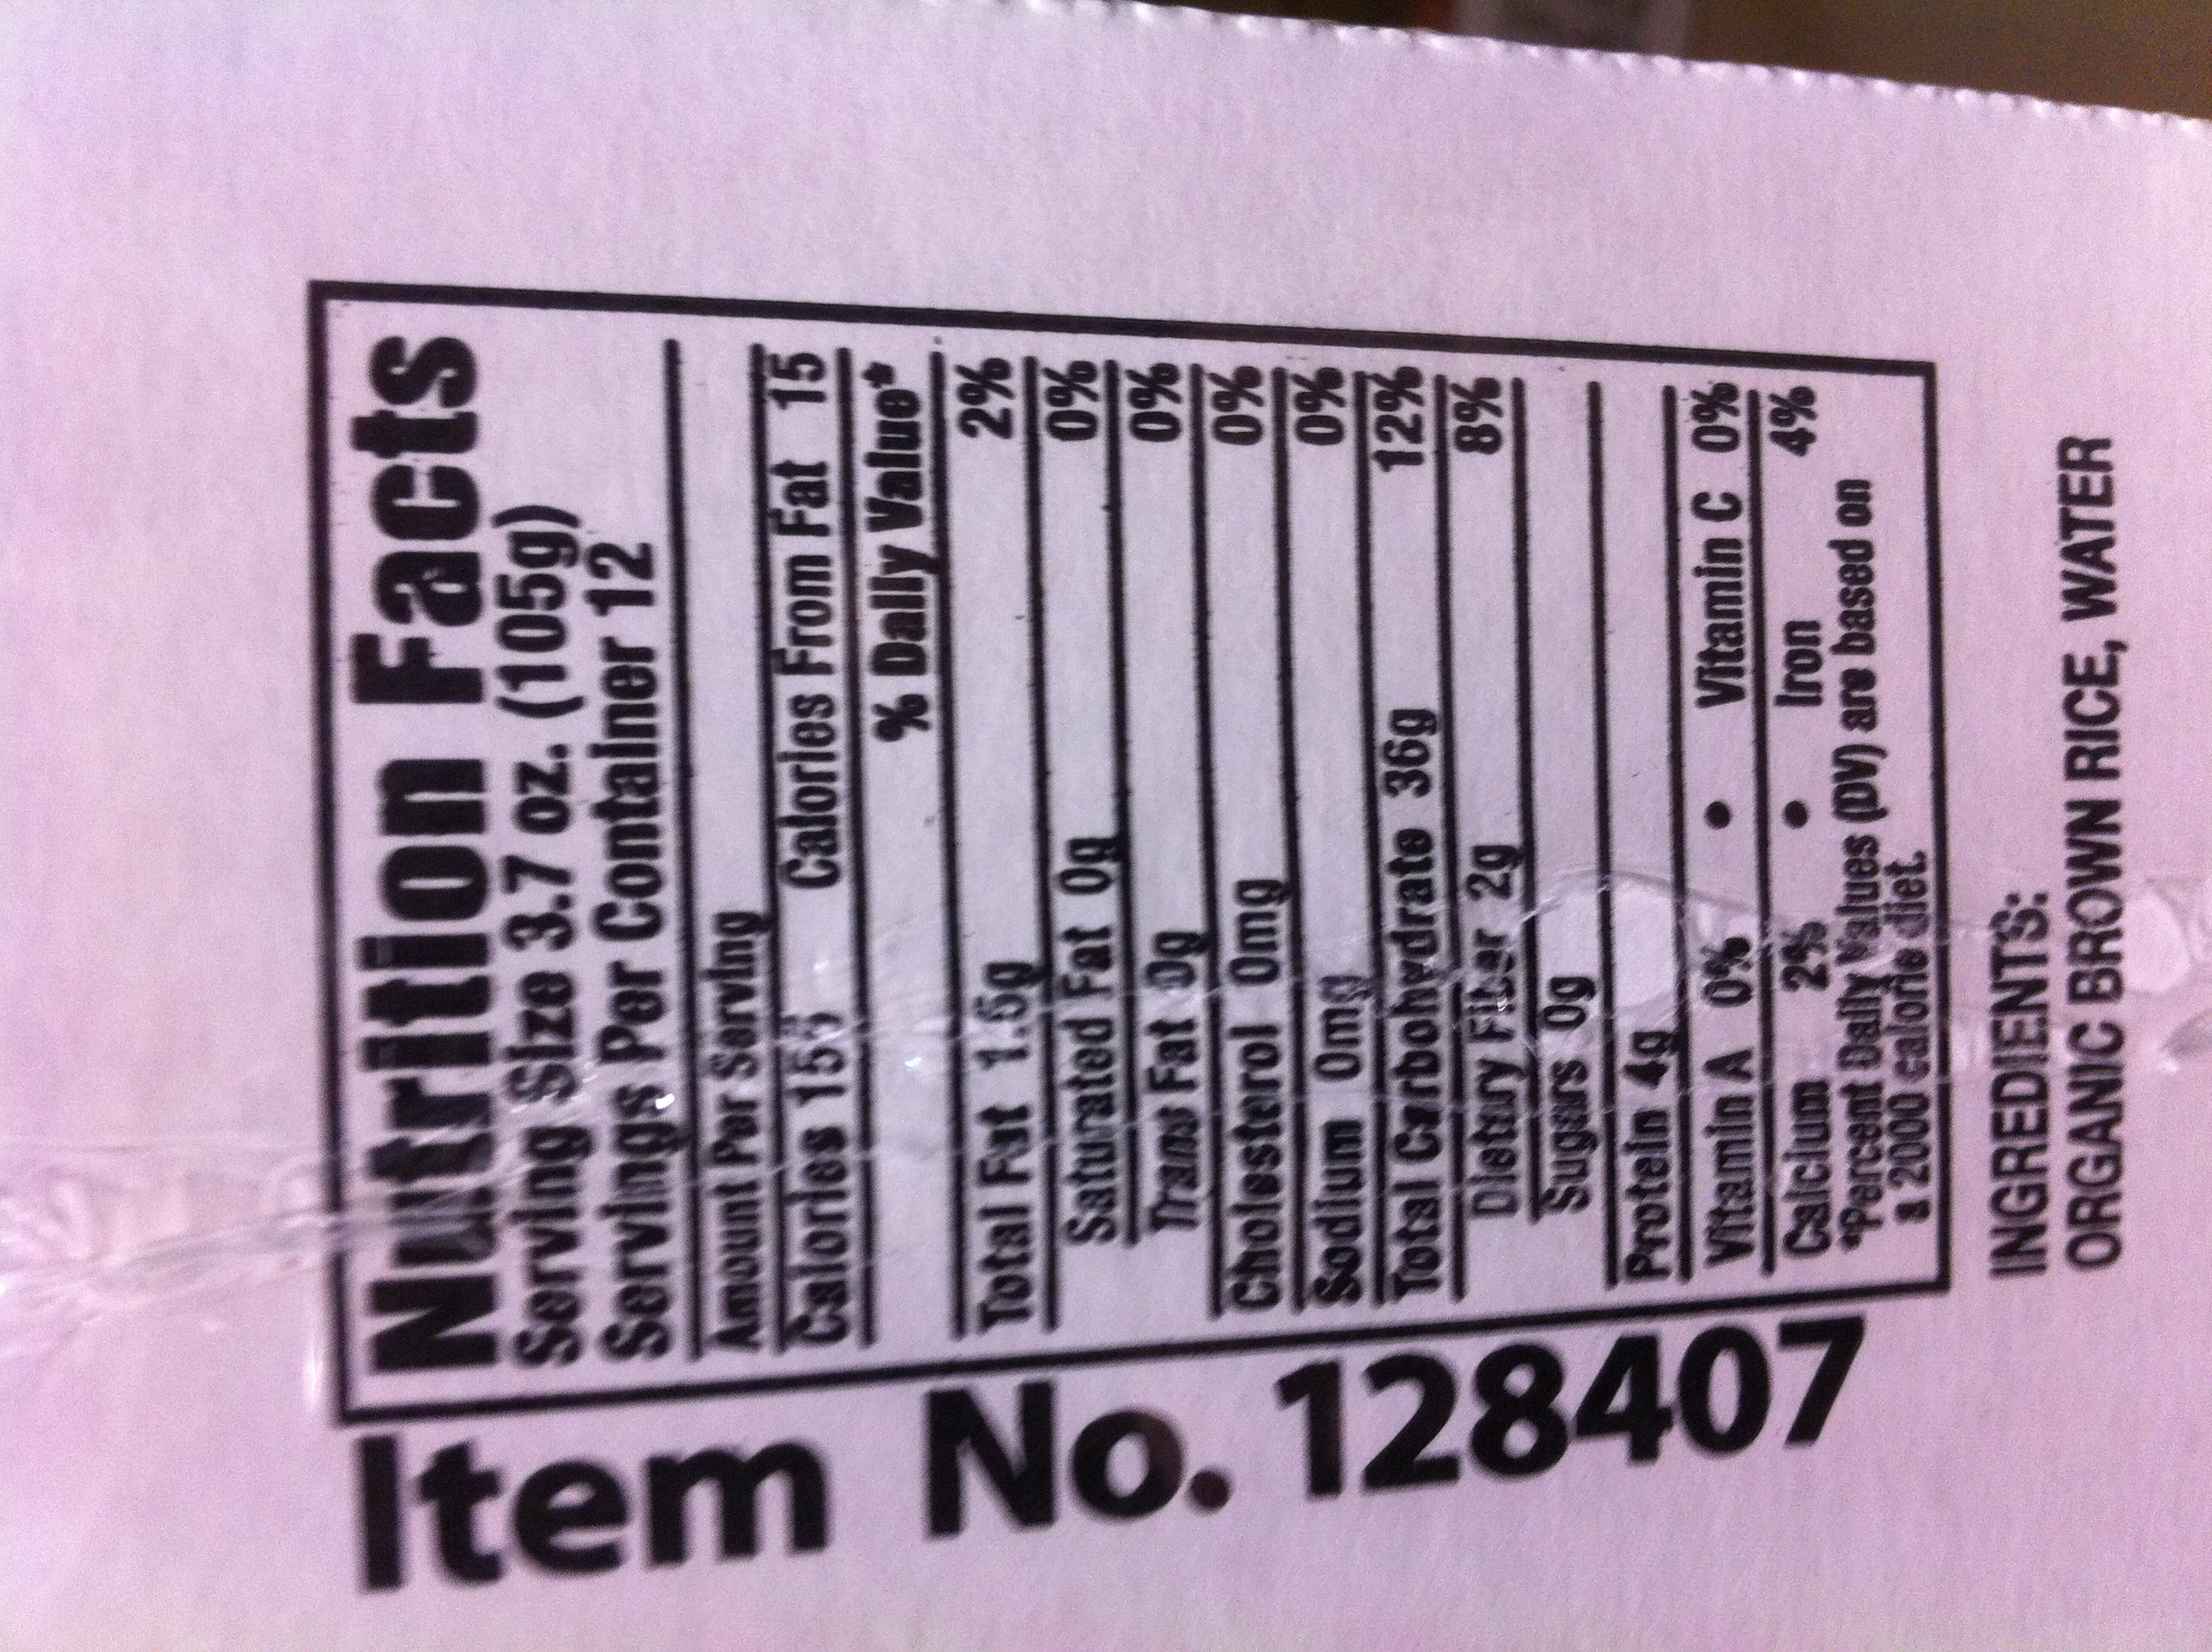 Item No. 128407
Nutrition Facts
Serving Size 3.7 oz. (105g)
Servings Per Container 12
Amount Per Serving
Calories Calories From Fat 15
% Daily Value*
Total Fat 1.5g 2%
Saturated Fat 0g 0%
Trans Fat 0g 0%
Cholesterol 0mg 0%
Sodium 0mg 0%
Total Carbohydrate 36g 12%
Dietary Fiber 2g 8%
Sugars 0g
Protein 4g
Vitamin A 0% • Vitamin C 0%
Calcium 2% • Iron 4%
*Percent Daily Values (DV) are based on
a 2000 calorie diet.
INGREDIENTS:
ORGANIC BROWN RICE, WATER